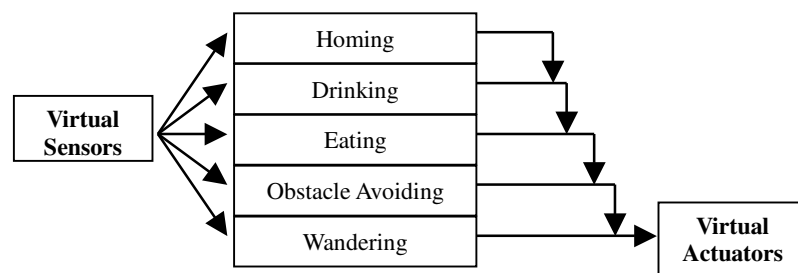 Virtual
Sensors
Homing
Drinking
Eating
Obstacle Avoiding
Wandering
Virtual
Actuators